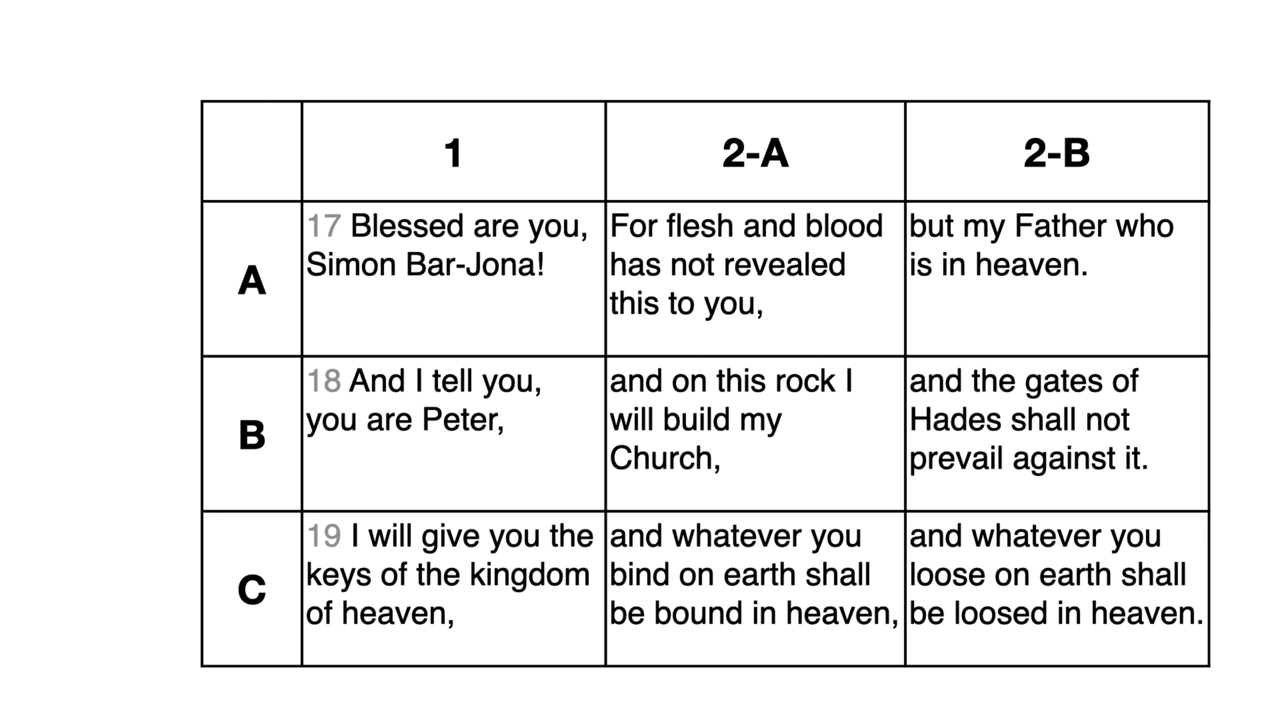 1
2-A
2-B
A
17 Blessed are you,
Simon Bar-Jona!
For flesh and blood
has not revealed
this to you,
but my Father who
is in heaven.
B
18 And I tell you,
you are Peter,
and on this rock I
will build my
Church,
and the gates of
Hades shall not
prevail against it.
C
19 I will give you the
keys of the kingdom
of heaven,
and whatever you
bind on earth shall
be bound in heaven,
and whatever you
loose on earth shall
be loosed in heaven.